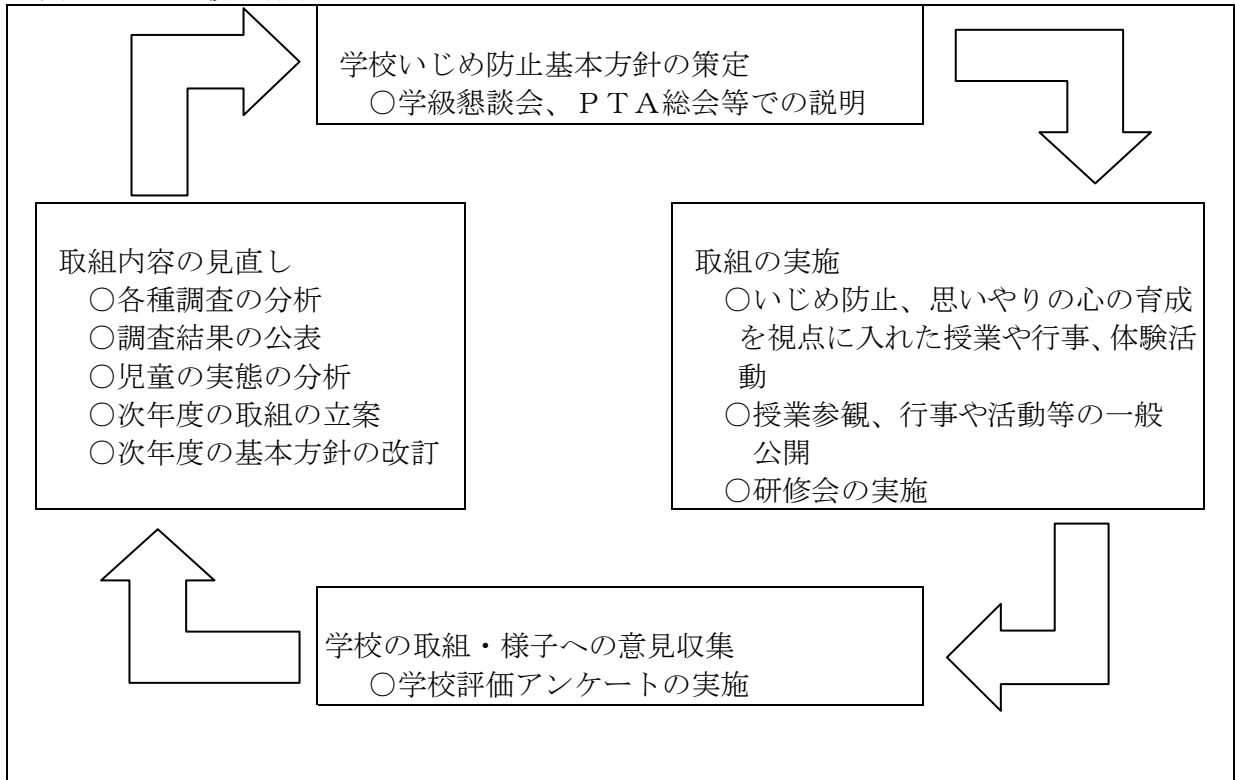 学校いじめ防止基本方針の策定
○学級懇談会、PTA総会等での説明
取組の実施
○いじめ防止、思いやりの心の育成
を視点に入れた授業や行事、体験活
動
○授業参観、行事や活動等の一般
公開
○研修会の実施
学校の取組・様子への意見収集
○学校評価アンケートの実施
取組内容の見直し
○各種調査の分析
○調査結果の公表
○児童の実態の分析
○次年度の取組の立案
○次年度の基本方針の改訂